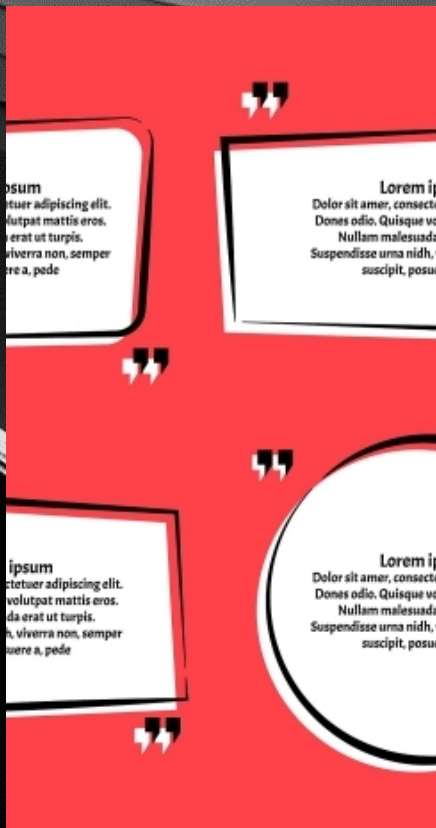 ”
psum
etuer adipiscing elit.
olutpat mattis eros.
erat ut turpis.
viverra non, semper
ere a, pede
”
Lorem ip
Dolor sit amer, consecte
Dones odio. Quisque vo
Nullam malesuada
Suspendisse urna nidh,
suscipit, posu
”
ipsum
ctetuer adipiscing elit.
volutpat mattis eros.
da erat ut turpis.
h, viverra non, semper
uere a, pede
”
Lorem ip
Dolor sit amer, consecte
Dones odio. Quisque vo
Nullam malesuada
Suspendisse urna nidh,
suscipit, posu